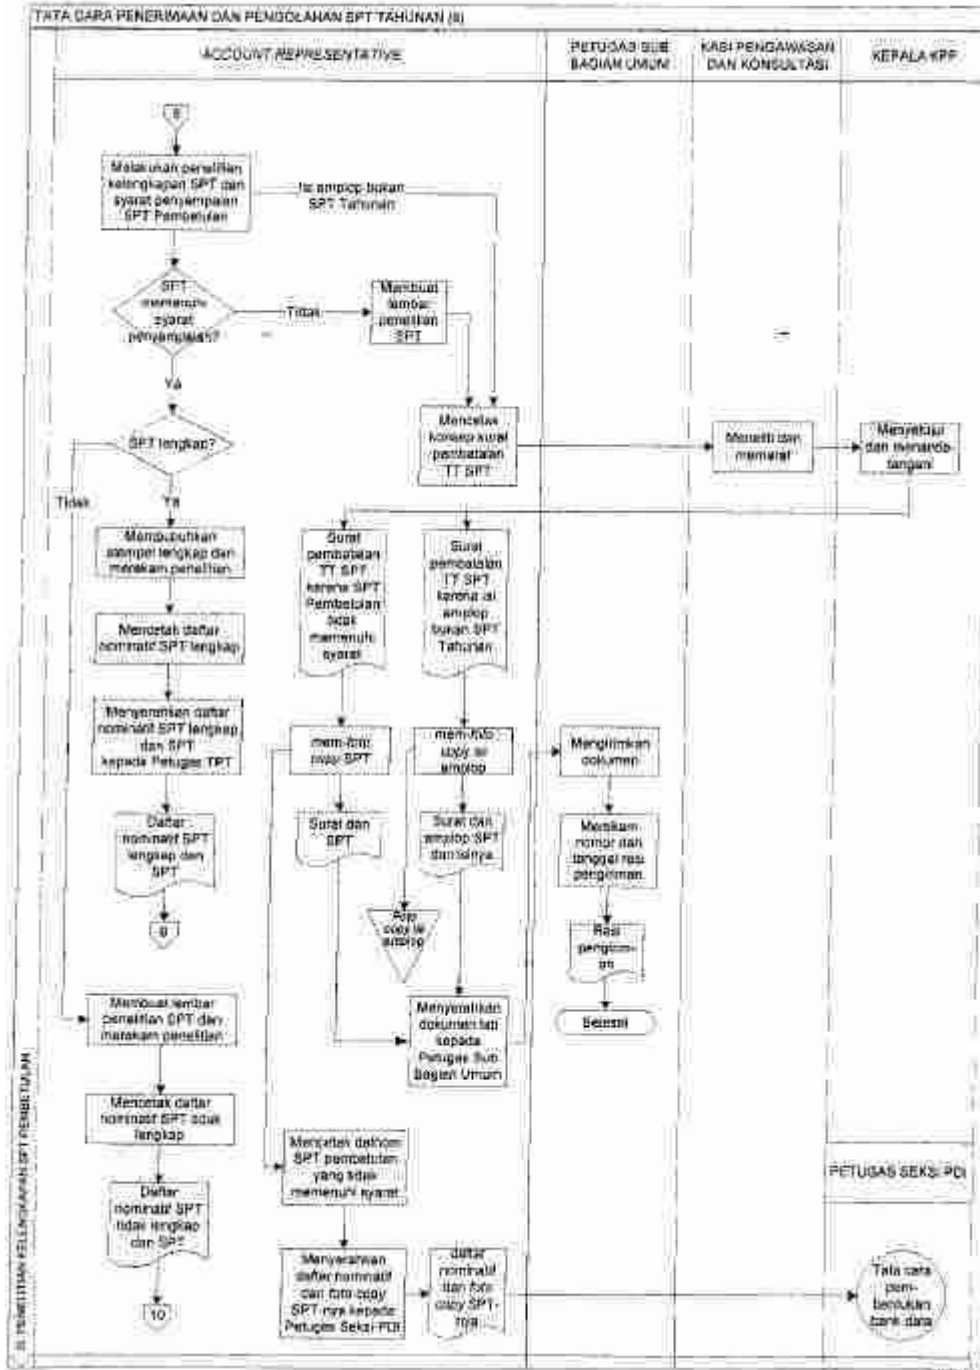 TATA CARA PENERIMAAN DAN PENGOLAHAN SPT TAHUNAN (8)
ACCOUNT REPRESENTATIVE
PETUGAS SUB
BAGIAN UMUM
KASI PENGAWASAN
DAN KONSULTASI
KEPALA KPP
Melakukan penelitian
kelengkapan SPT dan
syarat penyampaian
SPT Pembetulan
Isi amplop bukan
SPT Tahunan
SPT
memenuhi
syarat
penyampaian?
Tidak
Membuat
lembar
penelitian
SPT
Ya
SPT lengkap?
Mencetak
konsep surat
pembatalan
TT SPT
Meneliti dan
memaraf
Menyetujui
dan menanda-
tangani
Tidak
Ya
Membubuhkan
stempel lengkap dan
merekam penelitian
Surat
pembatalan
TT SPT
karena SPT
Pembetulan
tidak
memenuhi
syarat
Surat
pembatalan
TT SPT
karena isi
amplop
bukan SPT
Tahunan
Mencetak daftar
nominatif SPT lengkap
Menyerahkan daftar
nominatif SPT lengkap
dan SPT
kepada Petugas TPT
mem-foto
copy SPT
mem-foto
copy isi
amplop
Mengirimkan
dokumen
Daftar
nominatif SPT
lengkap dan
SPT
Surat dan
SPT
Surat dan
amplop SPT
dan isinya
Merekam
nomor dan
tanggal resi
pengiriman
9
Foto
copy isi
amplop
Resi
pengirim-
an
Membuat lembar
penelitian SPT dan
merekam penelitian
Menyerahkan
dokumen
kepada
Petugas Sub
Bagian Umum
Selesai
Mencetak daftar
nominatif SPT tidak
lengkap
Mencetak dafnom
SPT pembetulan
yang tidak
memenuhi syarat
PETUGAS SEKSI PDI
Daftar
nominatif SPT
tidak lengkap
dan SPT
10
Menyerahkan
daftar nominatif
dan foto copy
SPT-nya kepada
Petugas Seksi PDI
daftar
nominatif
dan foto
copy SPT-
nya
Tata cara
pem-
bentukan
bank data
PENELITIAN KELENGKAPAN SPT PEMBETULAN